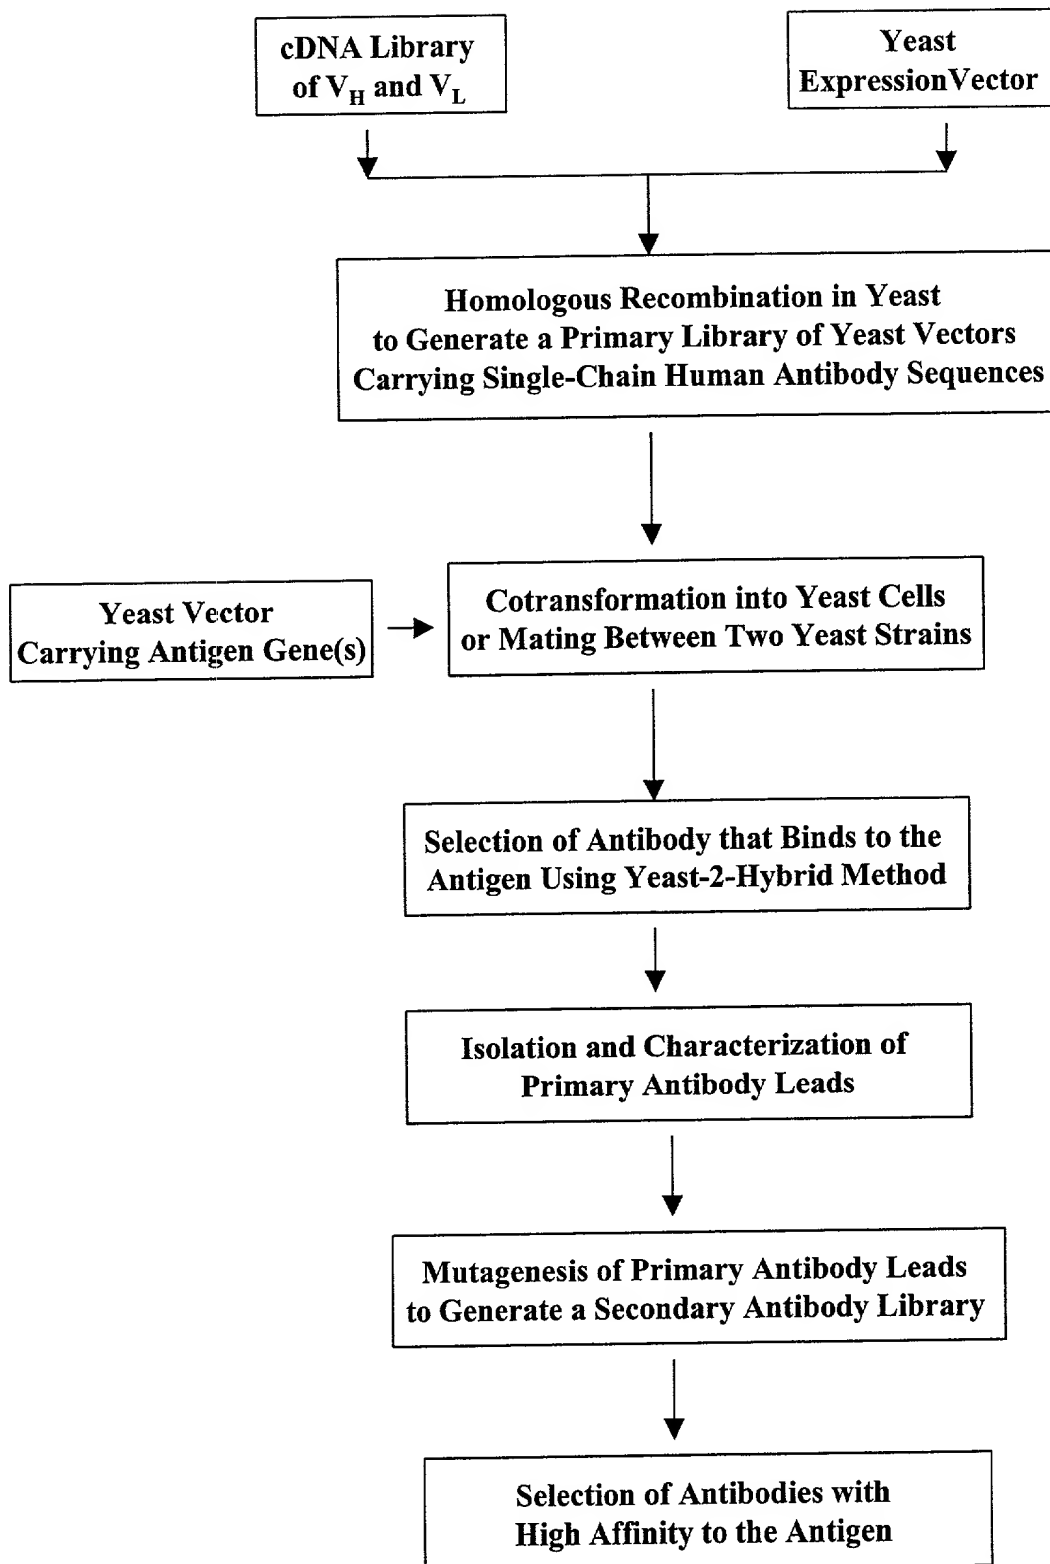 cDNA Library
of VH and VL
Yeast
ExpressionVector
Homologous Recombination in Yeast
to Generate a Primary Library of Yeast Vectors
Carrying Single-Chain Human Antibody Sequences
Yeast Vector
Carrying Antigen Gene(s)
Cotransformation into Yeast Cells
or Mating Between Two Yeast Strains
Selection of Antibody that Binds to the
Antigen Using Yeast-2-Hybrid Method
Isolation and Characterization of
Primary Antibody Leads
Mutagenesis of Primary Antibody Leads
to Generate a Secondary Antibody Library
Selection of Antibodies with
High Affinity to the Antigen